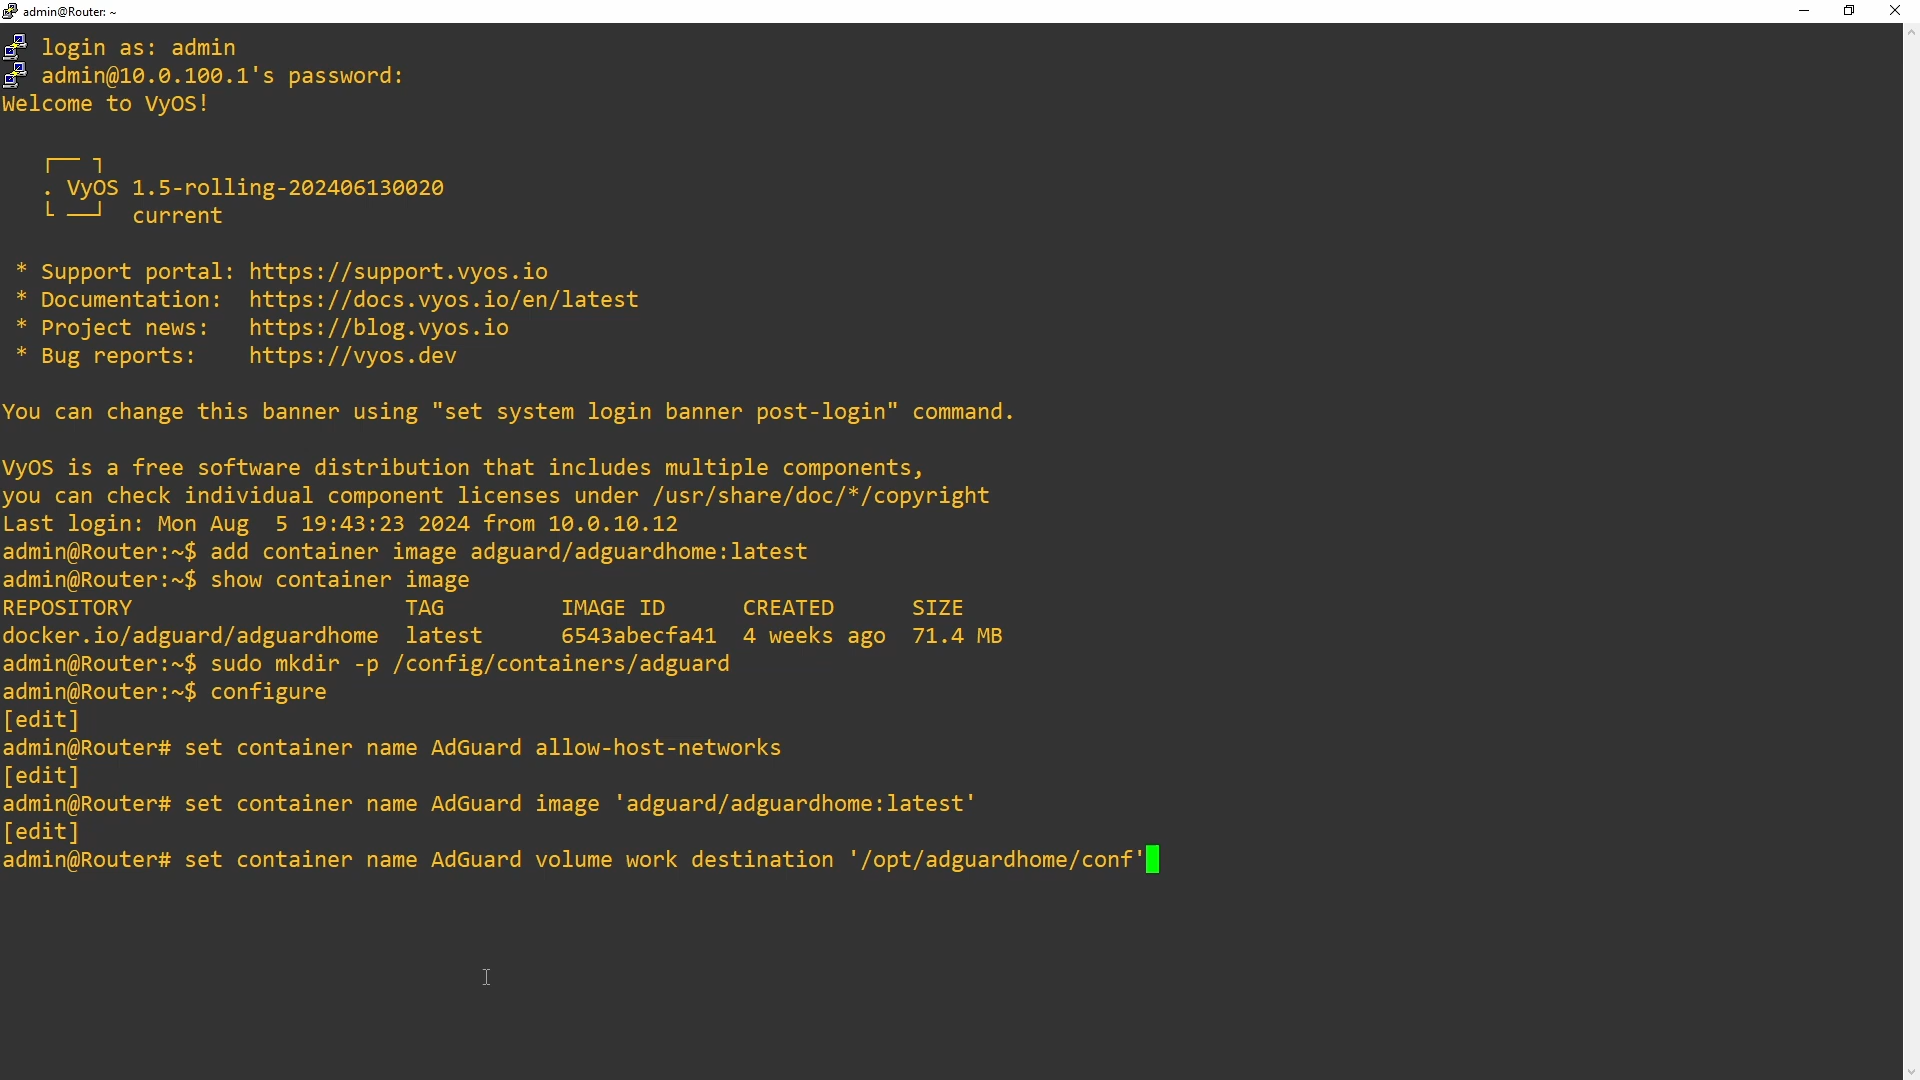 admin@Router: ~
login as: admin
admin@10.0.100.1's password:
Welcome to VyOS!
. VyOS 1.5-rolling-202406130020
current
* Support portal: https://support.vyos.io
* Documentation:  https://docs.vyos.io/en/latest
* Project news:   https://blog.vyos.io
* Bug reports:    https://vyos.dev
You can change this banner using "set system login banner post-login" command.
VyOS is a free software distribution that includes multiple components,
you can check individual component licenses under /usr/share/doc/*/copyright
Last login: Mon Aug  5 19:43:23 2024 from 10.0.10.12
admin@Router:~$ add container image adguard/adguardhome:latest
admin@Router:~$ show container image
REPOSITORY                     TAG         IMAGE ID      CREATED      SIZE
docker.io/adguard/adguardhome  latest      6543abecfa41  4 weeks ago  71.4 MB
admin@Router:~$ sudo mkdir -p /config/containers/adguard
admin@Router:~$ configure
[edit]
admin@Router# set container name AdGuard allow-host-networks
[edit]
admin@Router# set container name AdGuard image 'adguard/adguardhome:latest'
[edit]
admin@Router# set container name AdGuard volume work destination '/opt/adguardhome/conf'